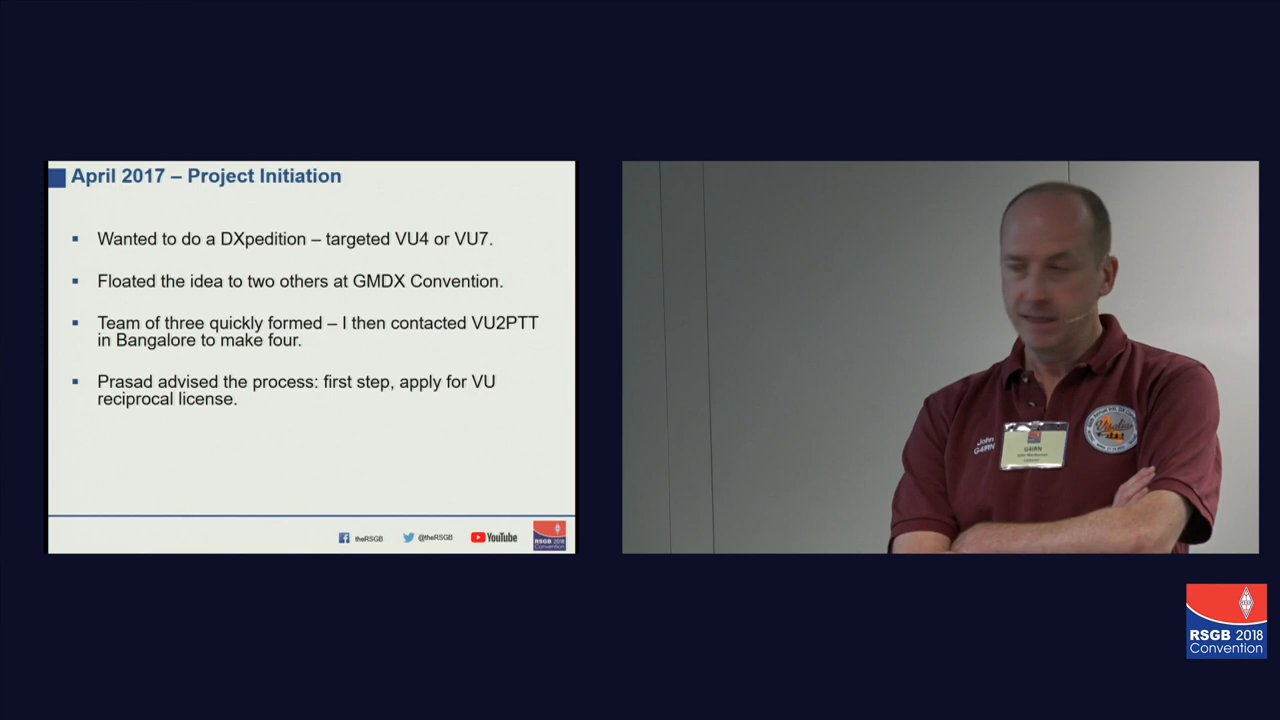 April 2017 – Project Initiation
▪ Wanted to do a DXpedition – targeted VU4 or VU7.
▪ Floated the idea to two others at GMDX Convention.
▪ Team of three quickly formed – I then contacted VU2PTT
in Bangalore to make four.
▪ Prasad advised the process: first step, apply for VU
reciprocal license.
theRSGB
@theRSGB
YouTube
RSGB 2018
Convention
John
G4IRN
G4IRN
RSGB 2018
Convention